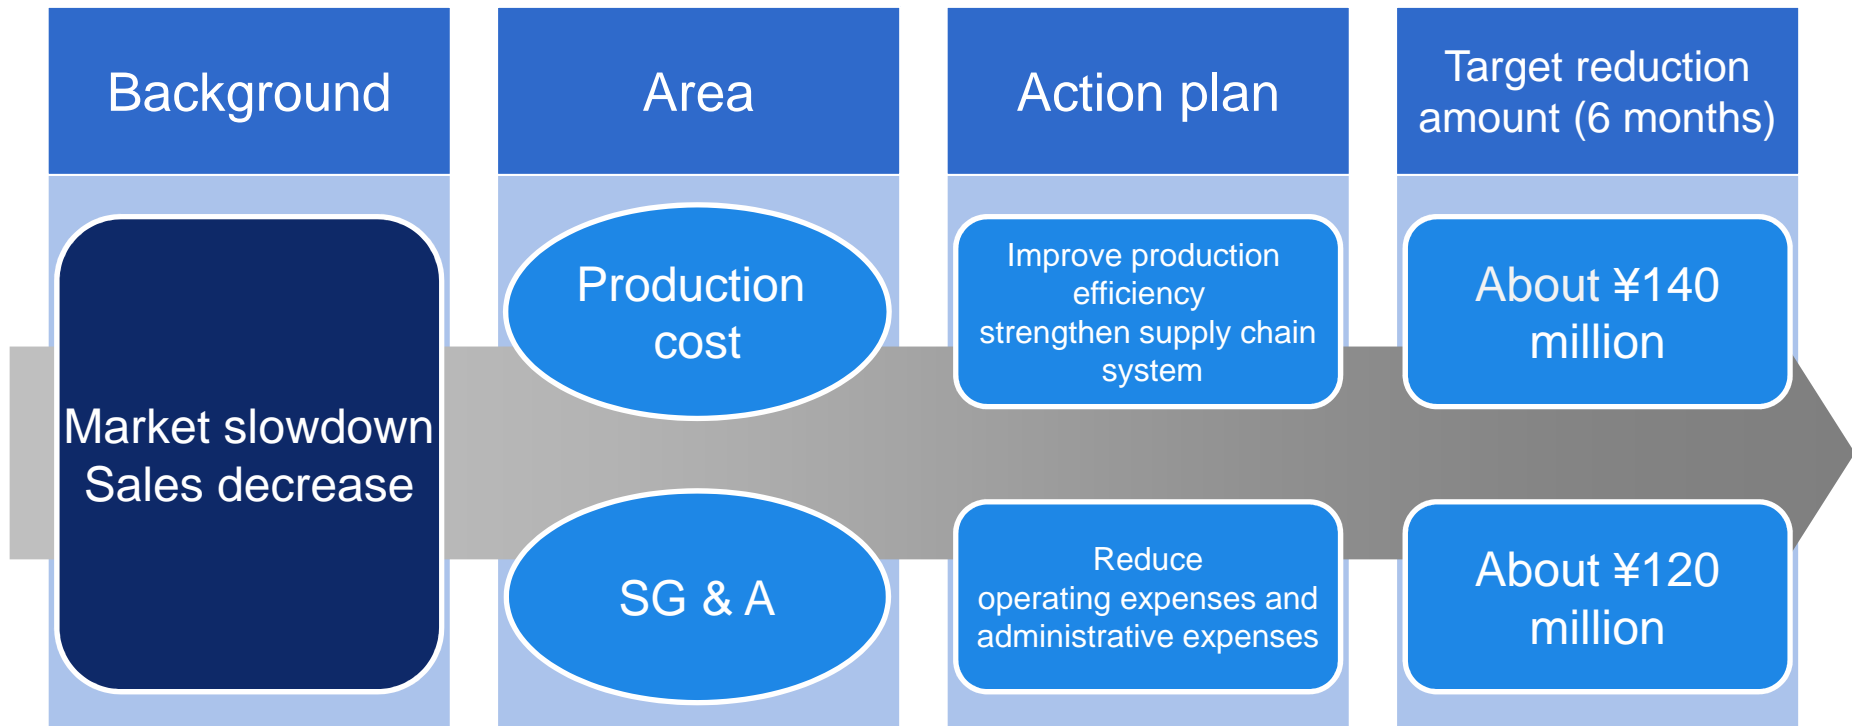 Background
Area
Action plan
Target reduction
amount (6 months)
Market slowdown
Sales decrease
Production
cost
Improve production
efficiency
strengthen supply chain
system
About ¥140
million
SG & A
Reduce
operating expenses and
administrative expenses
About ¥120
million